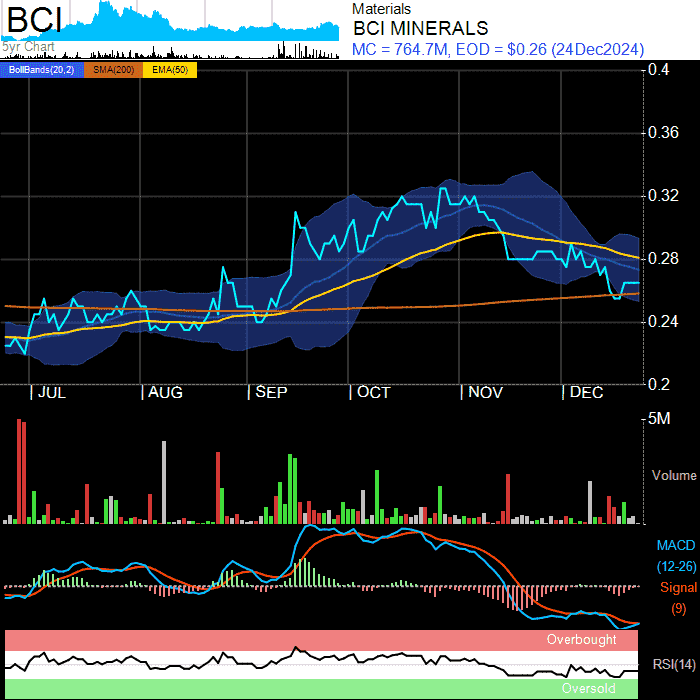 BCI
5yr Chart
Materials
BCI MINERALS
MC = 764.7M, EOD = $0.26 (24Dec2024)
BollBands(20,2) SMA(200) EMA(50)
0.4
0.36
0.32
0.28
0.24
0.2
JUL AUG SEP OCT NOV DEC
5M
Volume
MACD
(12-26)
Signal
(9)
Overbought
RSI(14)
Oversold